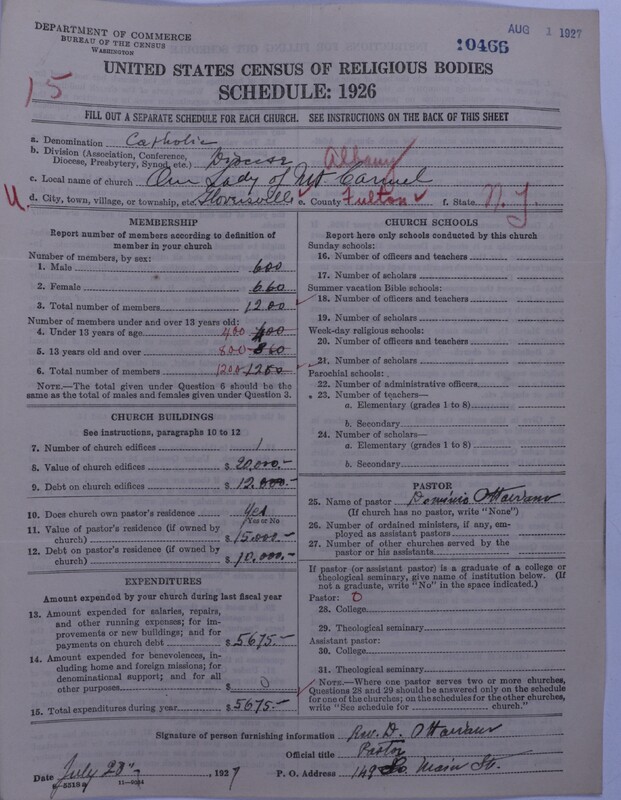 DEPARTMENT OF COMMERCE
BUREAU OF THE CENSUS
WASHINGTON
AUG 1 1927
10466
15
UNITED STATES CENSUS OF RELIGIOUS BODIES
SCHEDULE: 1926
FILL OUT A SEPARATE SCHEDULE FOR EACH CHURCH. SEE INSTRUCTIONS ON THE BACK OF THIS SHEET
a. Denomination Catholic
b. Division (Association, Conference, Diocese, Presbytery, Synod, etc.) Diocese Albany
c. Local name of church Our Lady of Mt Carmel
d. City, town, village, or township, etc. Gloversville e. County Fulton f. State N. Y.
MEMBERSHIP
Report number of members according to definition of member in your church
Number of members, by sex:
1. Male 600
2. Female 660
3. Total number of members 1200
Number of members under and over 13 years old:
4. Under 13 years of age 400 400
5. 13 years old and over 800 860
6. Total number of members 1200 1250
NOTE.—The total given under Question 6 should be the same as the total of males and females given under Question 3.
CHURCH BUILDINGS
See instructions, paragraphs 10 to 12
7. Number of church edifices 1
8. Value of church edifices $ 20,000.-
9. Debt on church edifices $ 12,000.-
10. Does church own pastor's residence Yes
Yes or No
11. Value of pastor's residence (if owned by church) $ 15,000.-
12. Debt on pastor's residence (if owned by church) $ 10,000.-
EXPENDITURES
Amount expended by your church during last fiscal year
13. Amount expended for salaries, repairs, and other running expenses; for improvements or new buildings; and for payments on church debt $ 5675.-
14. Amount expended for benevolences, including home and foreign missions; for denominational support; and for all other purposes $ 0
15. Total expenditures during year $ 5675.-
CHURCH SCHOOLS
Report here only schools conducted by this church
Sunday schools:
16. Number of officers and teachers
17. Number of scholars
Summer vacation Bible schools:
18. Number of officers and teachers
19. Number of scholars
Week-day religious schools:
20. Number of officers and teachers
21. Number of scholars
Parochial schools:
22. Number of administrative officers
23. Number of teachers—
a. Elementary (grades 1 to 8)
b. Secondary
24. Number of scholars—
a. Elementary (grades 1 to 8)
b. Secondary
PASTOR
25. Name of pastor Dominic Ottaviano
(If church has no pastor, write "None")
26. Number of ordained ministers, if any, employed as assistant pastors
27. Number of other churches served by the pastor or his assistants
If pastor (or assistant pastor) is a graduate of a college or theological seminary, give name of institution below. (If not a graduate, write "No" in the space indicated.)
Pastor: 0
28. College
29. Theological seminary
Assistant pastor:
30. College
31. Theological seminary
NOTE.—Where one pastor serves two or more churches, Questions 28 and 29 should be answered only on the schedule for one of the churches; on the schedules for the other churches, write "See schedule for church."
Signature of person furnishing information Rev. D. Ottaviano
Official title Pastor
Date July 28", 1927 P. O. Address 149 So Main St.
8—5518a 11—9034